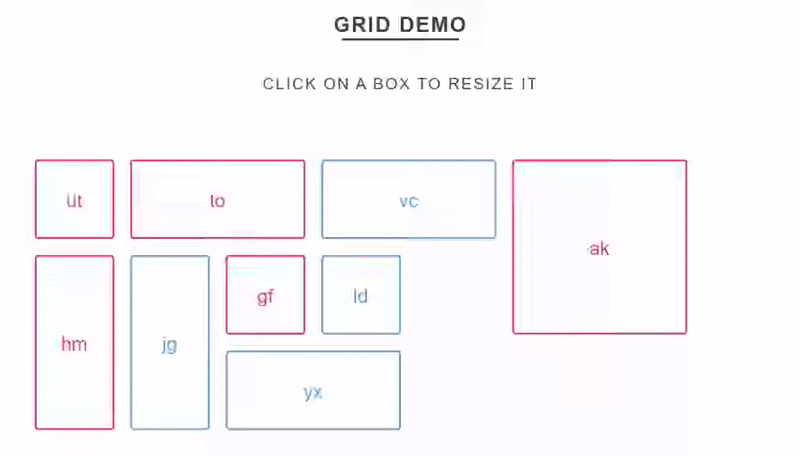 GRID DEMO
CLICK ON A BOX TO RESIZE IT
ut
to
vc
ak
hm
jg
gf
ld
yx